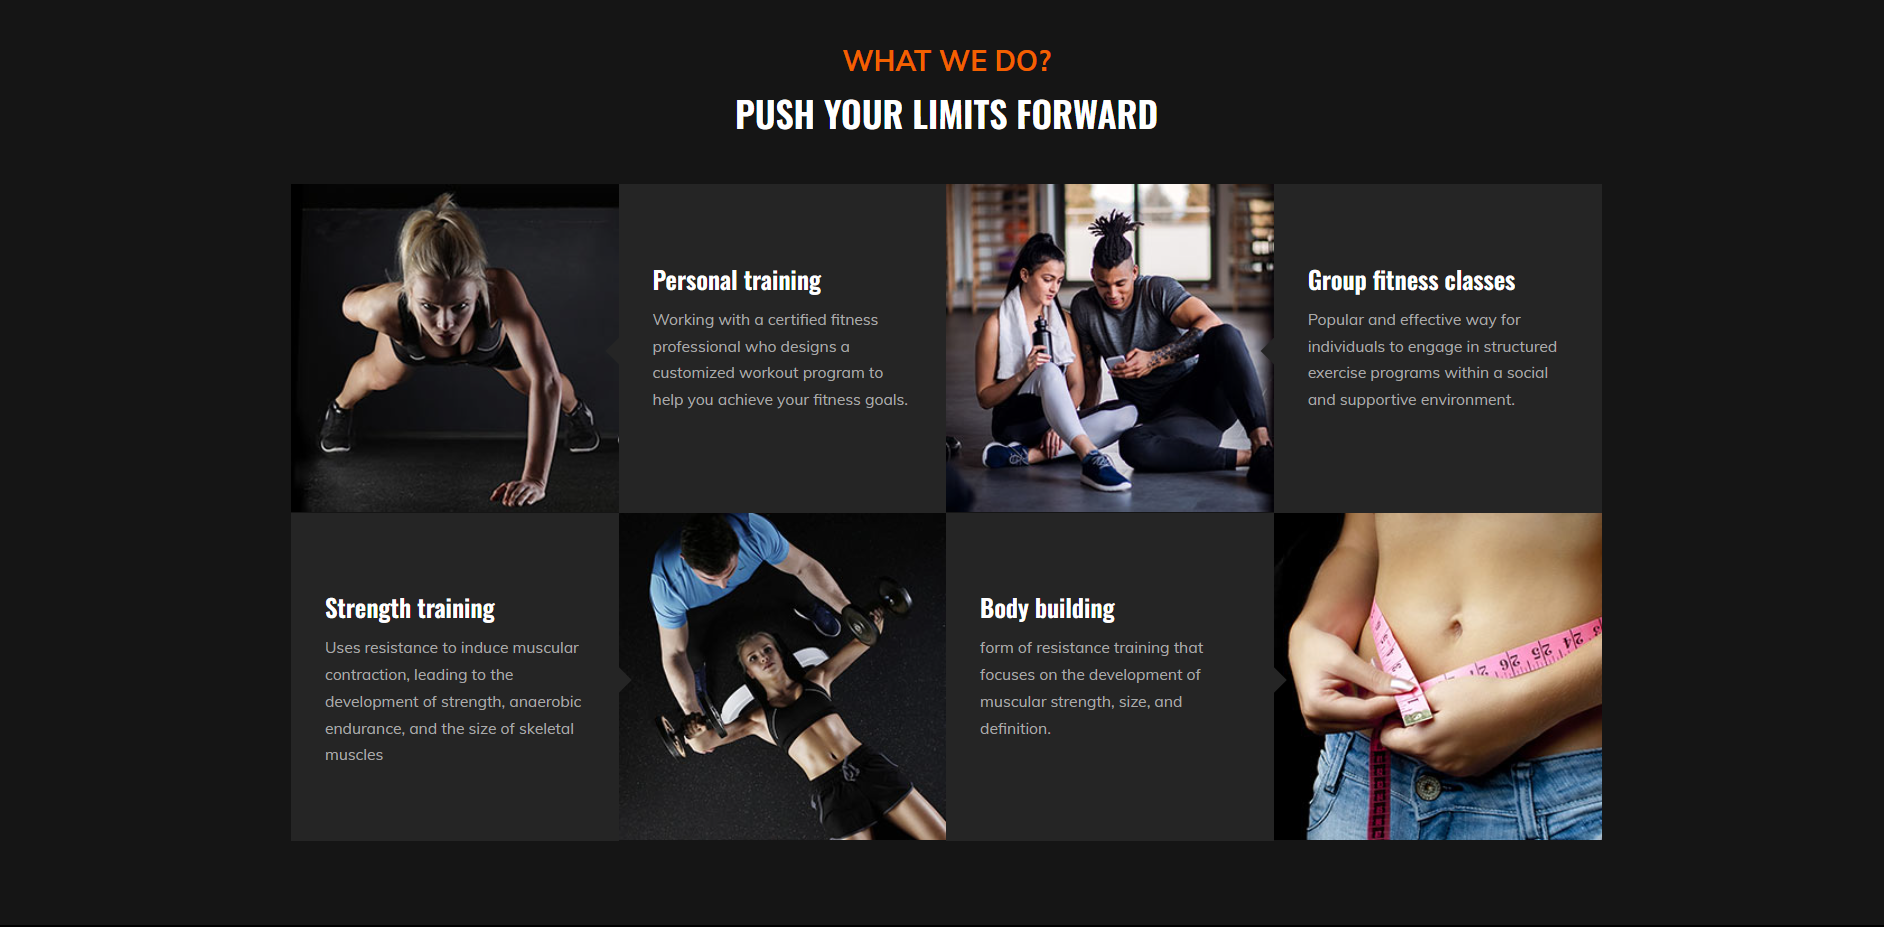 WHAT WE DO?
PUSH YOUR LIMITS FORWARD
Personal training
Working with a certified fitness
professional who designs a
customized workout program to
help you achieve your fitness goals.
Group fitness classes
Popular and effective way for
individuals to engage in structured
exercise programs within a social
and supportive environment.
Strength training
Uses resistance to induce muscular
contraction, leading to the
development of strength, anaerobic
endurance, and the size of skeletal
muscles
Body building
form of resistance training that
focuses on the development of
muscular strength, size, and
definition.
26 25 24 23